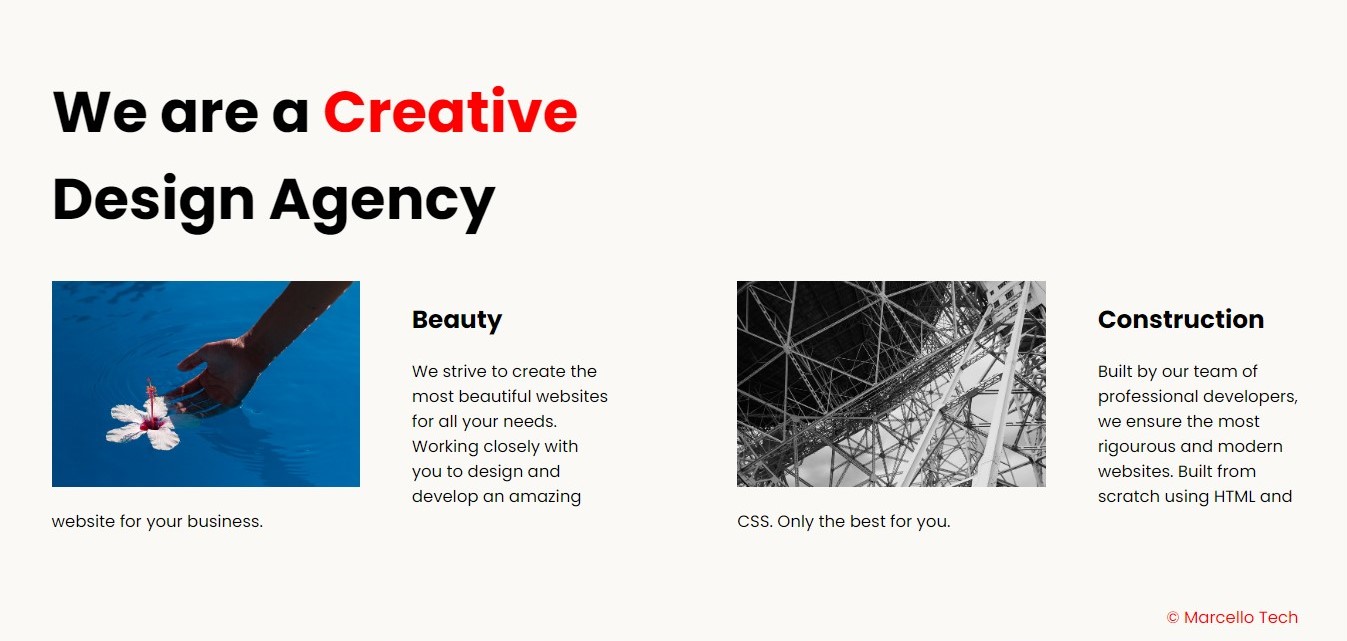 We are a Creative
Design Agency
Beauty
We strive to create the
most beautiful websites
for all your needs.
Working closely with
you to design and
develop an amazing
website for your business.
Construction
Built by our team of
professional developers,
we ensure the most
rigourous and modern
websites. Built from
scratch using HTML and
CSS. Only the best for you.
© Marcello Tech